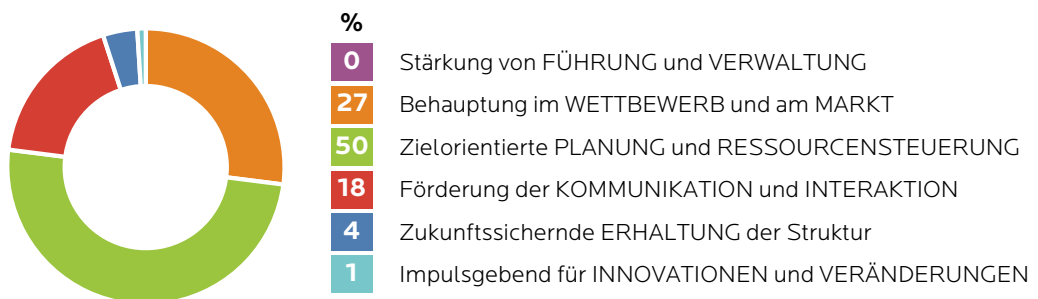 %
0 Stärkung von FÜHRUNG und VERWALTUNG
27 Behauptung im WETTBEWERB und am MARKT
50 Zielorientierte PLANUNG und RESSOURCENSTEUERUNG
18 Förderung der KOMMUNIKATION und INTERAKTION
4 Zukunftssichernde ERHALTUNG der Struktur
1 Impulsgebend für INNOVATIONEN und VERÄNDERUNGEN